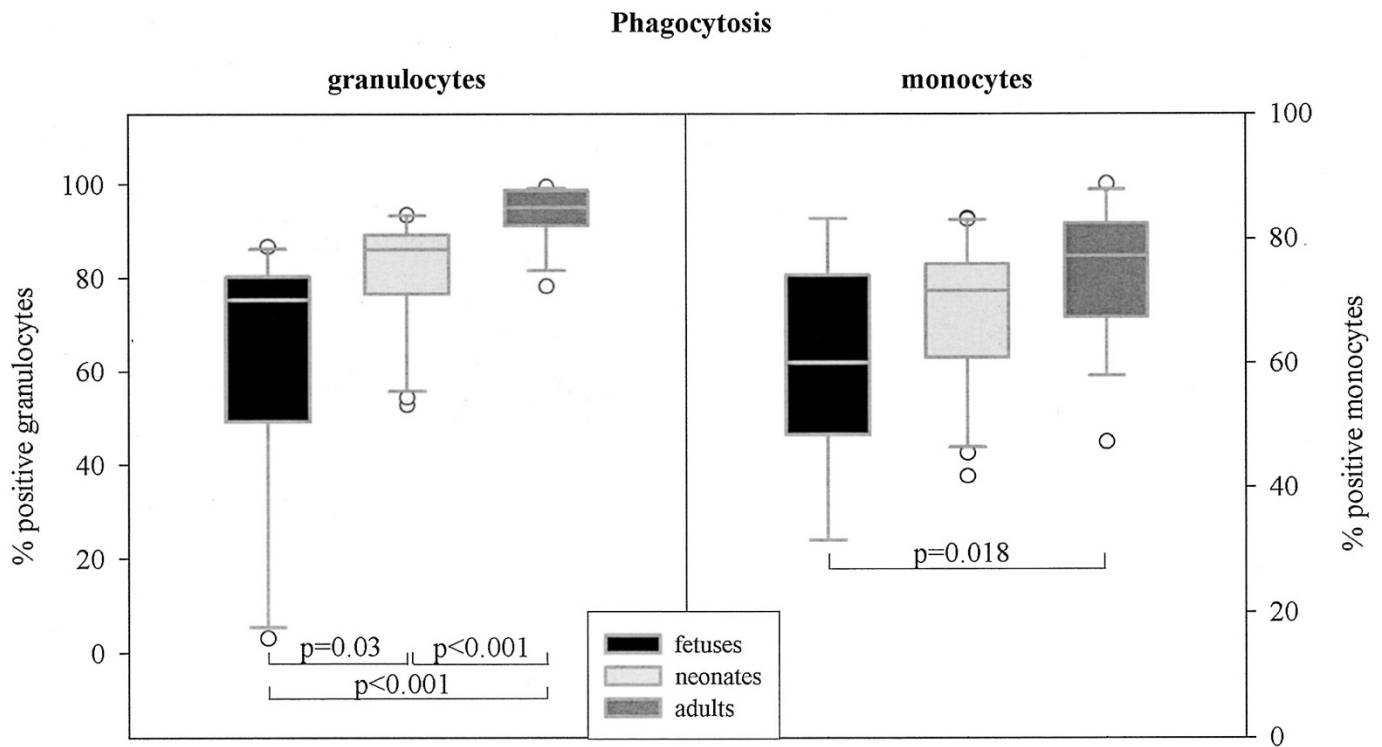 Phagocytosis
granulocytes
monocytes
% positive granulocytes
100
80
60
40
20
0
p=0.03
p<0.001
p<0.001
fetuses
neonates
adults
p=0.018
100
80
60
40
20
0
% positive monocytes